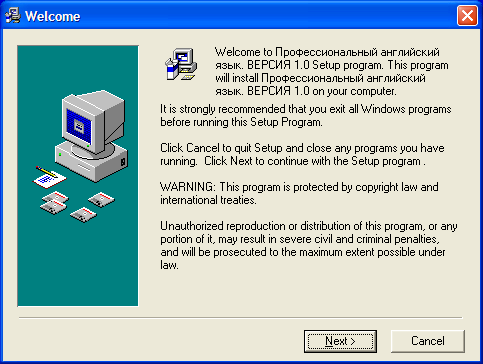 Welcome
Welcome to Профессиональный английский
язык. ВЕРСИЯ 1.0 Setup program. This program
will install Профессиональный английский
язык. ВЕРСИЯ 1.0 on your computer.
It is strongly recommended that you exit all Windows programs
before running this Setup Program.
Click Cancel to quit Setup and close any programs you have
running. Click Next to continue with the Setup program .
WARNING: This program is protected by copyright law and
international treaties.
Unauthorized reproduction or distribution of this program, or any
portion of it, may result in severe civil and criminal penalties,
and will be prosecuted to the maximum extent possible under
law.
Next >
Cancel